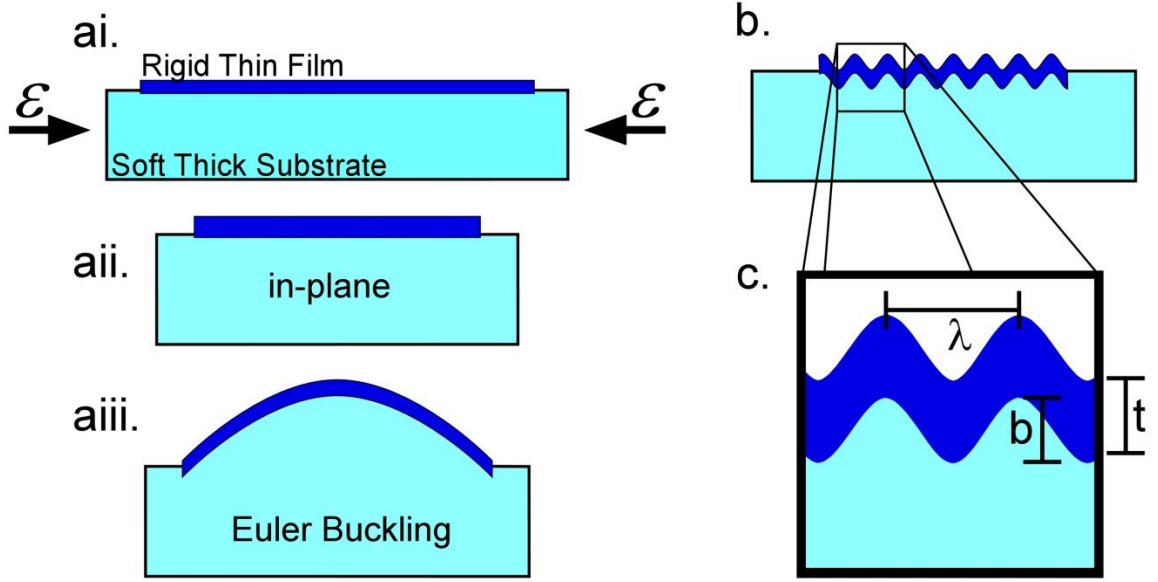 ai.
Rigid Thin Film
ε
ε
Soft Thick Substrate
aii.
in-plane
aiii.
Euler Buckling
b.
c.
λ
b
t